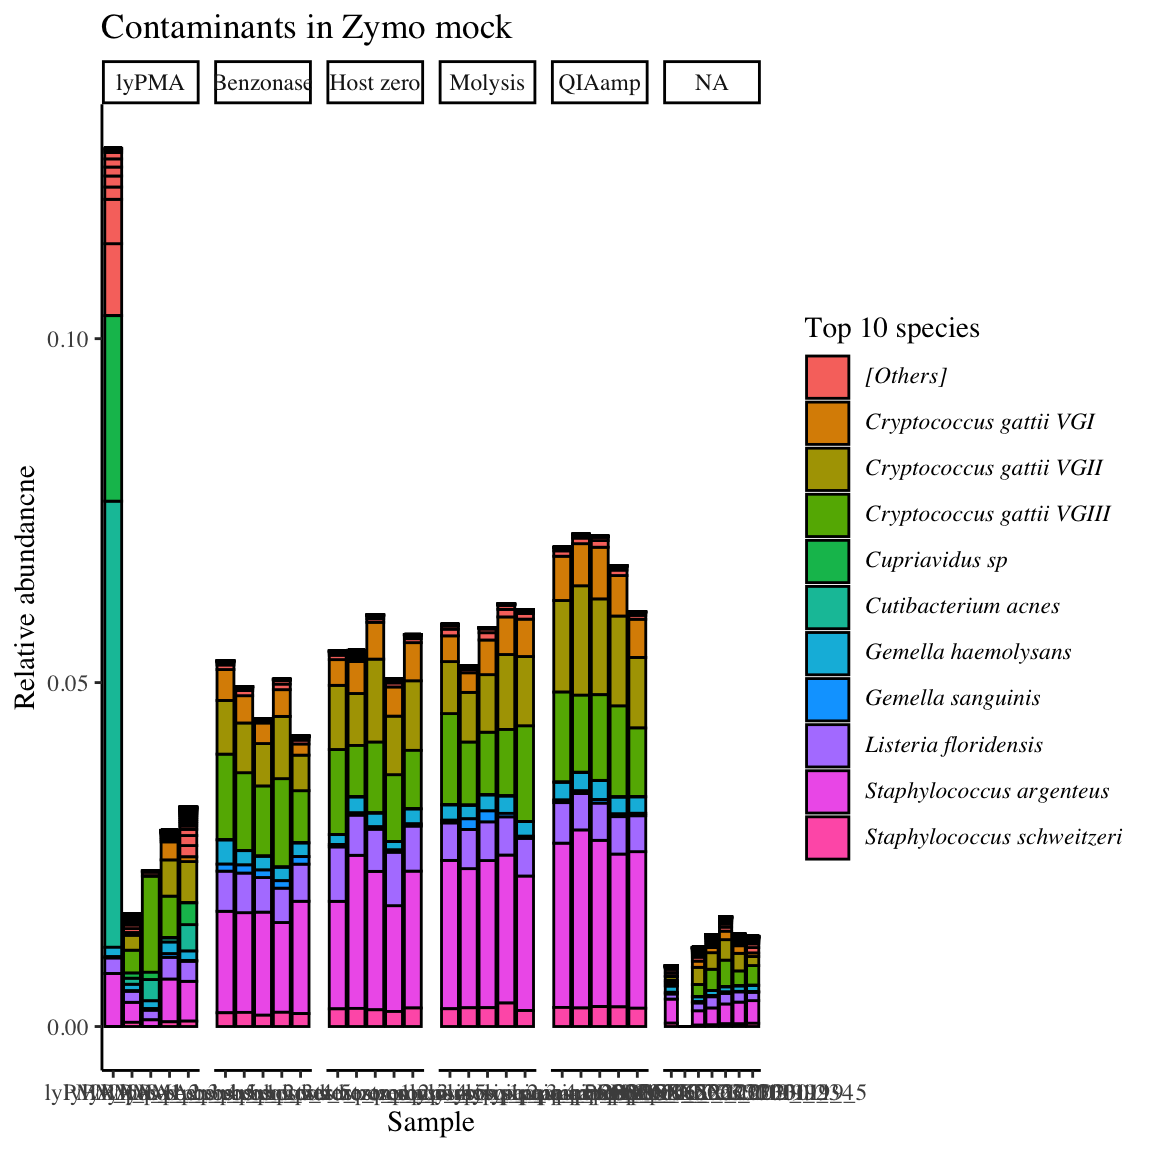 Contaminants in Zymo mock
lyPMA Benzonase Host zero Molysis QIAamp NA
0.10
0.05
0.00
Relative abundancne
Sample
Top 10 species
[Others]
Cryptococcus gattii VGI
Cryptococcus gattii VGII
Cryptococcus gattii VGIII
Cupriavidus sp
Cutibacterium acnes
Gemella haemolysans
Gemella sanguinis
Listeria floridensis
Staphylococcus argenteus
Staphylococcus schweitzeri